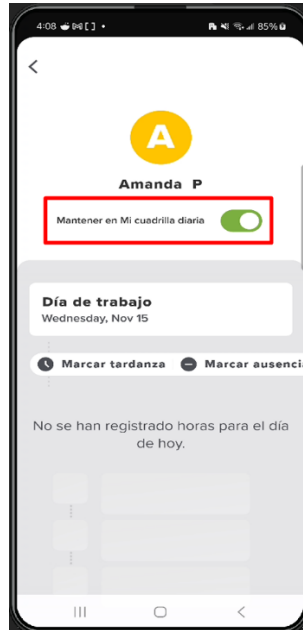 4:08
85%
A
Amanda P
Mantener en Mi cuadrilla diaria
Día de trabajo
Wednesday, Nov 15
Marcar tardanza Marcar ausenci
No se han registrado horas para el día
de hoy.